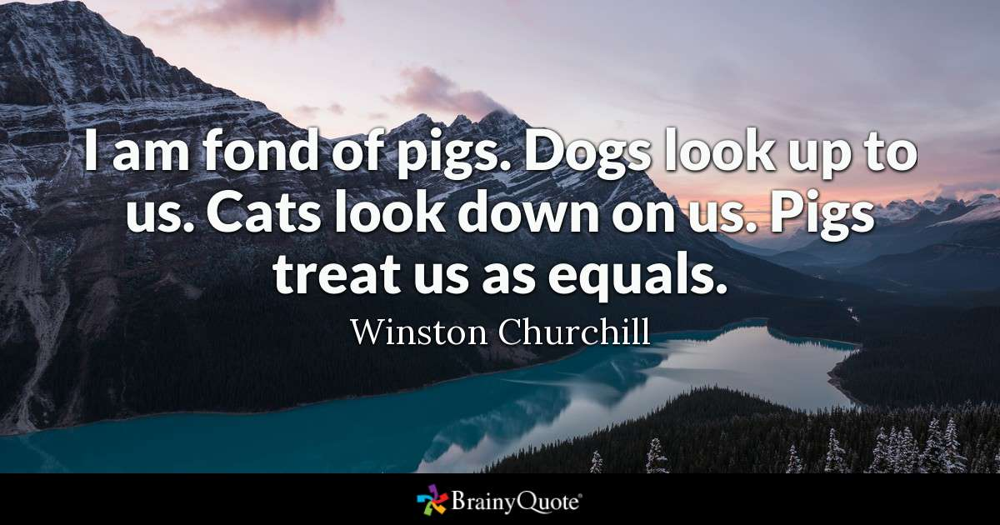 I am fond of pigs. Dogs look up to
us. Cats look down on us. Pigs
treat us as equals.
Winston Churchill
BrainyQuote®